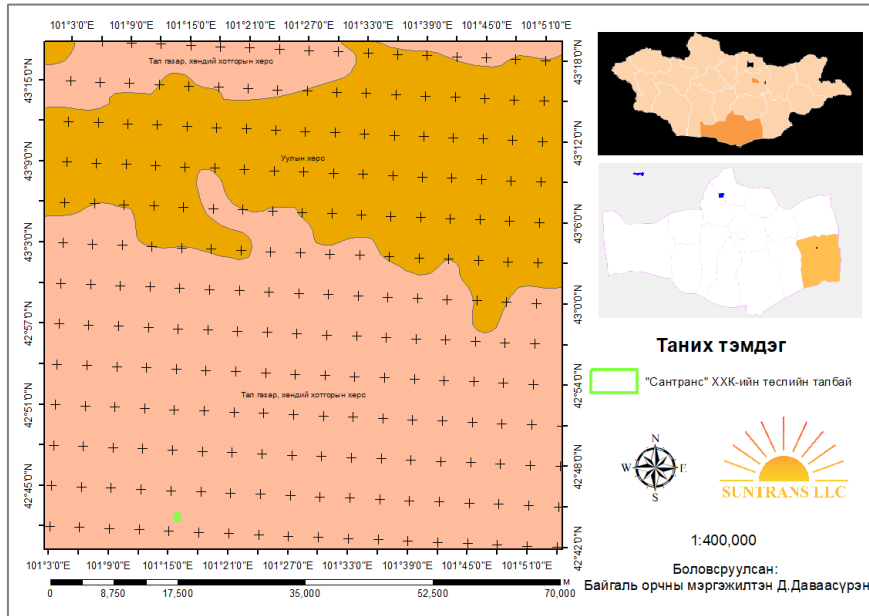 101°3'0"E 101°9'0"E 101°15'0"E 101°21'0"E 101°27'0"E 101°33'0"E 101°39'0"E 101°45'0"E 101°51'0"E
Тал газар, хөндий хотгорын хөрс
43°15'0"N
43°18'0"N
43°12'0"N
Уулын хөрс
43°9'0"N
43°6'0"N
43°3'0"N
43°0'0"N
42°57'0"N
42°54'0"N
Тал газар, хөндий хотгорын хөрс
42°51'0"N
42°48'0"N
42°45'0"N
42°42'0"N
101°3'0"E 101°9'0"E 101°15'0"E 101°21'0"E 101°27'0"E 101°33'0"E 101°39'0"E 101°45'0"E 101°51'0"E
м
0 8,750 17,500 35,000 52,500 70,000
Таних тэмдэг
"Сантранс" ХХК-ийн төслийн талбай
N
W E
S
SUNTRANS LLC
1:400,000
Боловсруулсан:
Байгаль орчны мэргэжилтэн Д.Даваасүрэн